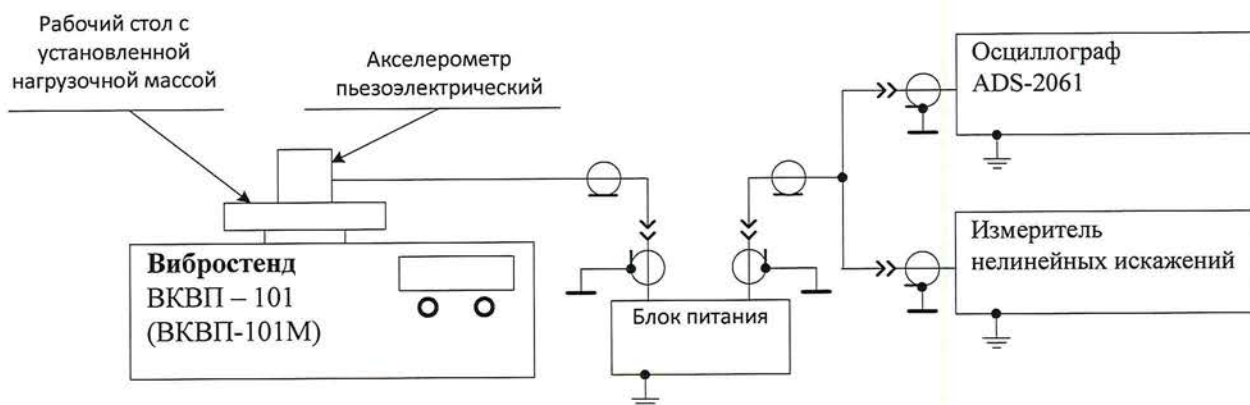 Рабочий стол с
установленной
нагрузочной массой
Акселерометр
пьезоэлектрический
Осциллограф
ADS-2061
Измеритель
нелинейных искажений
Вибростенд
ВКВП – 101
(ВКВП-101М)
Блок питания